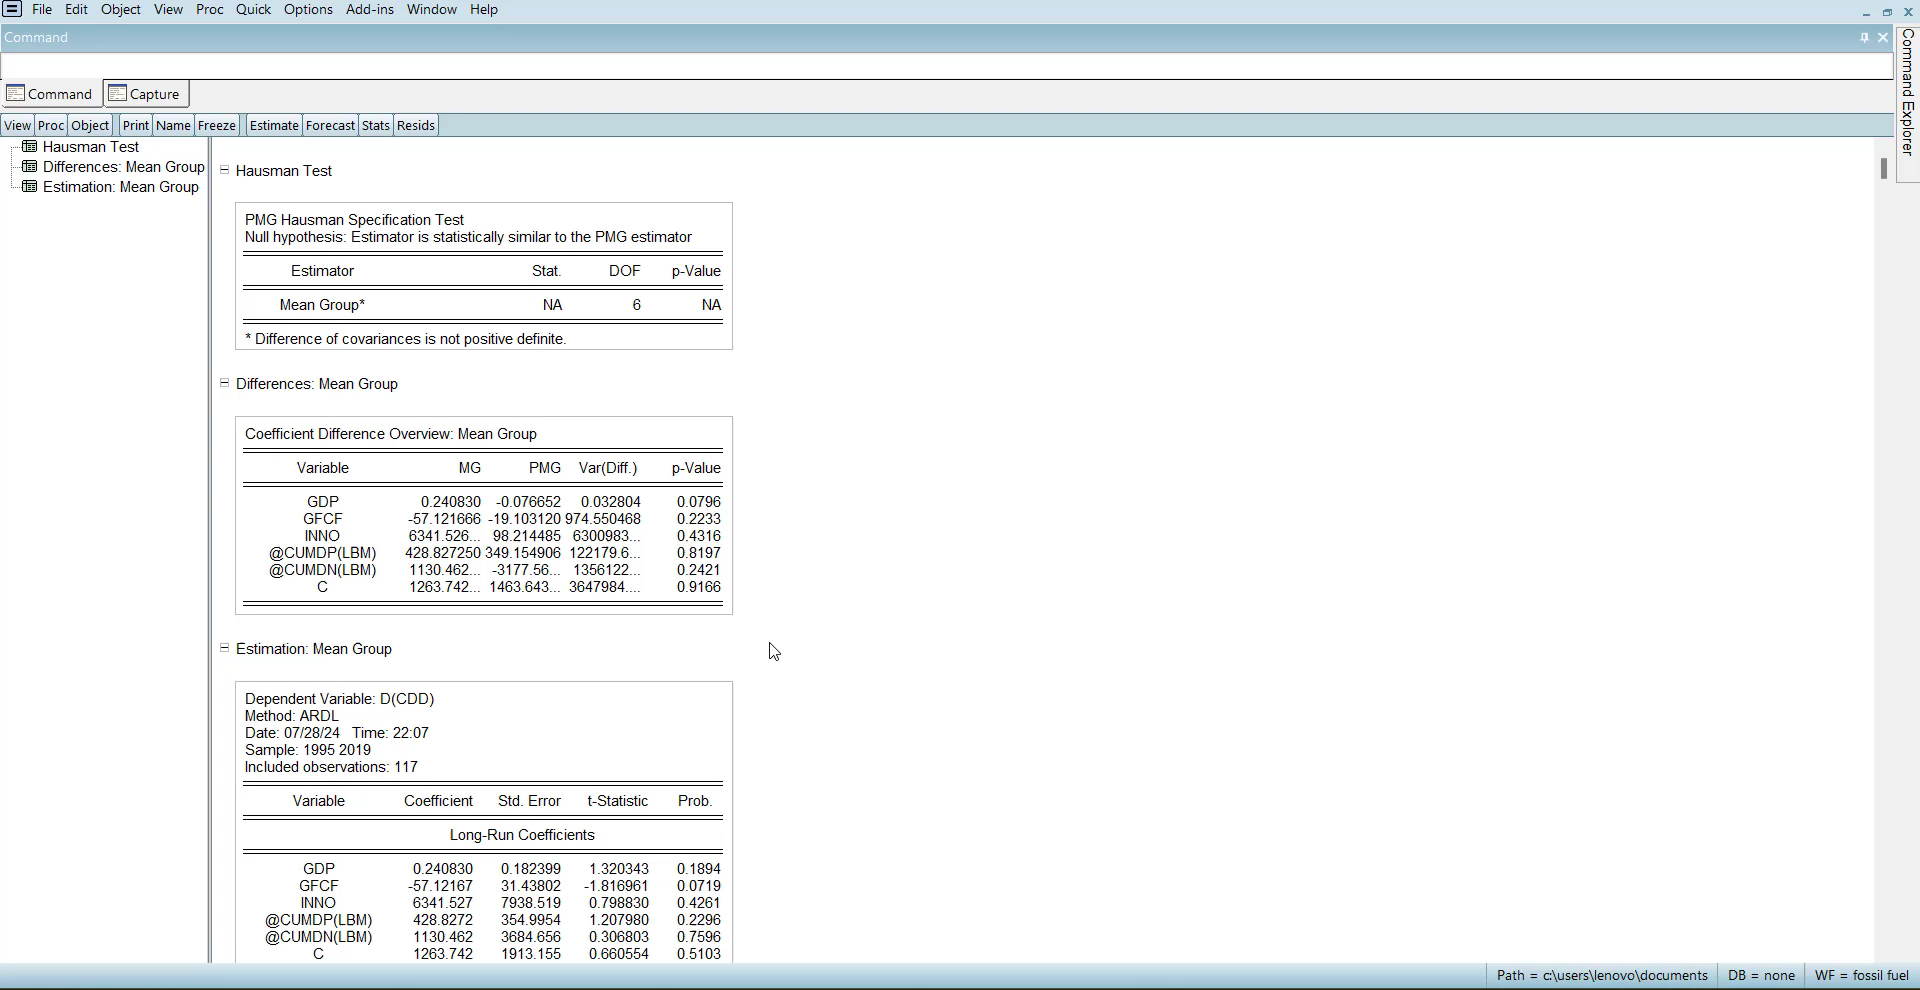 File Edit Object View Proc Quick Options Add-ins Window Help
Command
Command Explorer
Command Capture
View Proc Object Print Name Freeze Estimate Forecast Stats Resids
Hausman Test
Differences: Mean Group
Estimation: Mean Group
Hausman Test
PMG Hausman Specification Test
Null hypothesis: Estimator is statistically similar to the PMG estimator
Estimator Stat. DOF p-Value
Mean Group* NA 6 NA
* Difference of covariances is not positive definite.
Differences: Mean Group
Coefficient Difference Overview: Mean Group
Variable MG PMG Var(Diff.) p-Value
GDP 0.240830 -0.076652 0.032804 0.0796
GFCF -57.121666 -19.103120 974.550468 0.2233
INNO 6341.526... 98.214485 6300983... 0.4316
@CUMDP(LBM) 428.827250 349.154906 122179.6... 0.8197
@CUMDN(LBM) 1130.462... -3177.56... 1356122... 0.2421
C 1263.742... 1463.643... 3647984.... 0.9166
Estimation: Mean Group
Dependent Variable: D(CDD)
Method: ARDL
Date: 07/28/24 Time: 22:07
Sample: 1995 2019
Included observations: 117
Variable Coefficient Std. Error t-Statistic Prob.
Long-Run Coefficients
GDP 0.240830 0.182399 1.320343 0.1894
GFCF -57.12167 31.43802 -1.816961 0.0719
INNO 6341.527 7938.519 0.798830 0.4261
@CUMDP(LBM) 428.8272 354.9954 1.207980 0.2296
@CUMDN(LBM) 1130.462 3684.656 0.306803 0.7596
C 1263.742 1913.155 0.660554 0.5103
Path = c:\users\lenovo\documents DB = none WF = fossil fuel